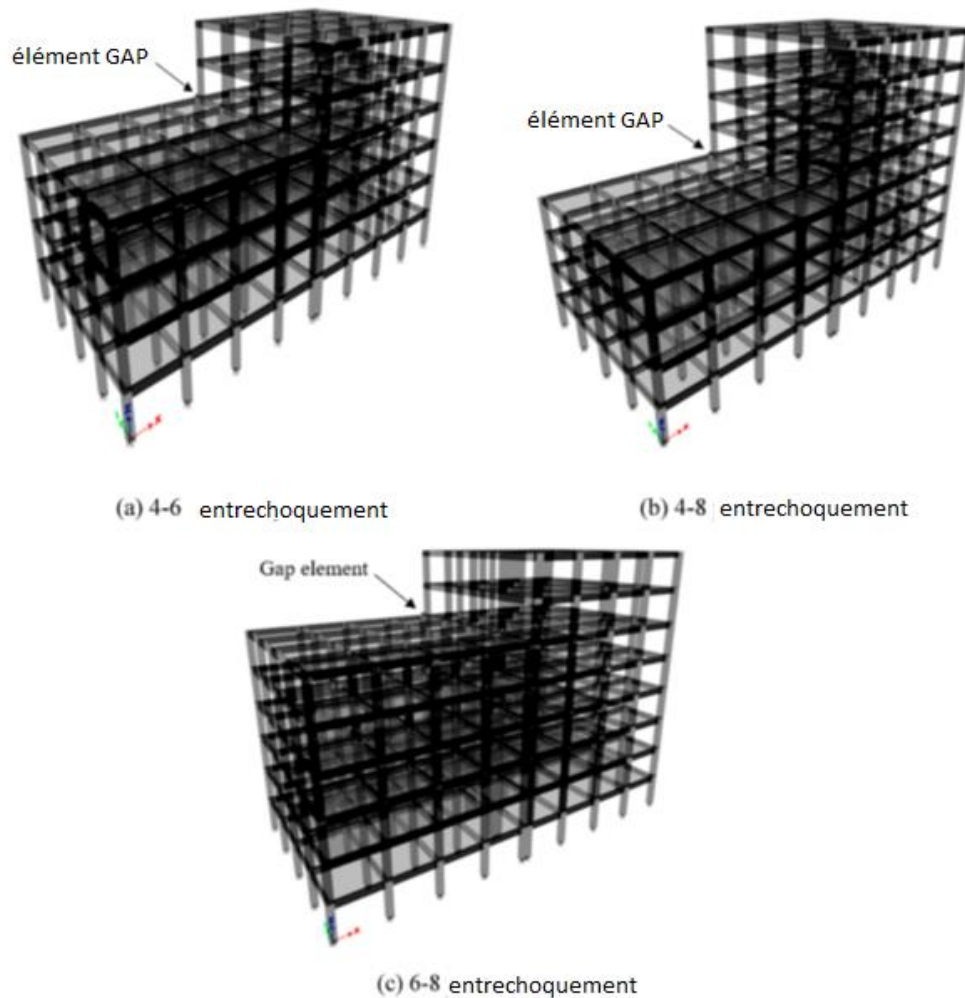 élément GAP
élément GAP
(a) 4-6 entrechoquement
(b) 4-8 entrechoquement
Gap element
(c) 6-8 entrechoquement